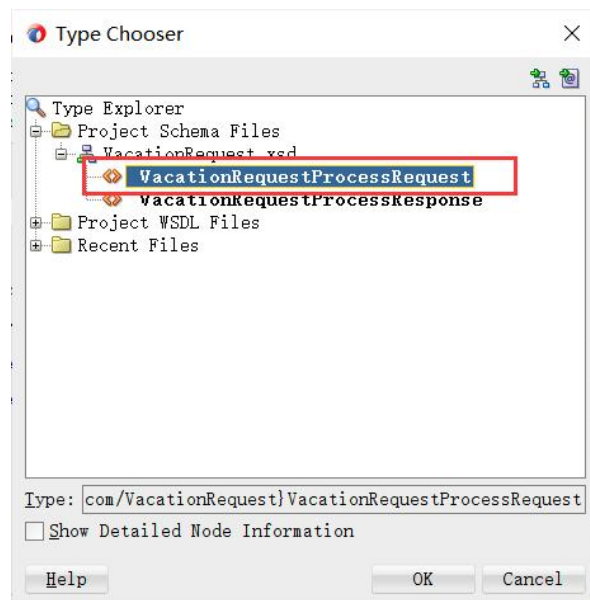 Type Chooser
Type Explorer
Project Schema Files
VacationRequest.xsd
VacationRequestProcessRequest
VacationRequestProcessResponse
Project WSDL Files
Recent Files
Type: com/VacationRequest}VacationRequestProcessRequest
Show Detailed Node Information
Help OK Cancel